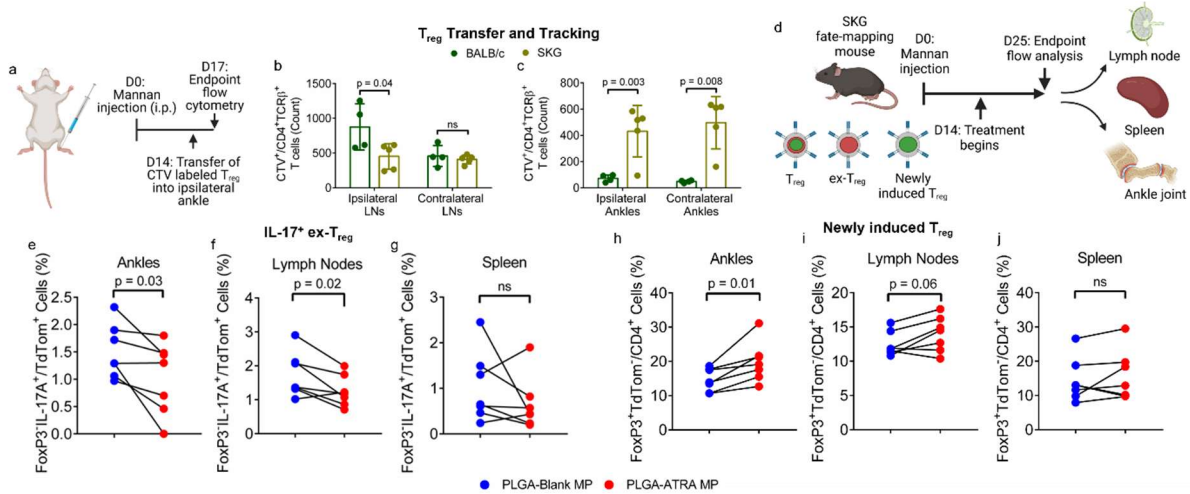 Treg Transfer and Tracking
BALB/c SKG
a
D0:
Mannan
injection (i.p.)
D17:
Endpoint
flow
cytometry
D14: Transfer of
CTV labeled Treg
into ipsilateral
ankle
b
CTV+/CD4+TCRβ+
T cells (Count)
1500
1000
500
0
p = 0.04
ns
Ipsilateral
LNs
Contralateral
LNs
c
CTV+/CD4+TCRβ+
T cells (Count)
800
600
400
200
0
p = 0.003
p = 0.008
Ipsilateral
Ankles
Contralateral
Ankles
d
SKG
fate-mapping
mouse
D0:
Mannan
injection
D25: Endpoint
flow analysis
D14: Treatment
begins
Treg
ex-Treg
Newly
induced Treg
Lymph node
Spleen
Ankle joint
IL-17+ ex-Treg
e
Ankles
p = 0.03
FoxP3-IL-17A+/TdTom+ Cells (%)
2.5
2.0
1.5
1.0
0.5
0.0
f
Lymph Nodes
p = 0.02
FoxP3-IL-17A+/TdTom+ Cells (%)
4
3
2
1
0
g
Spleen
ns
FoxP3-IL-17A+/TdTom+ Cells (%)
3
2
1
0
Newly induced Treg
h
Ankles
p = 0.01
FoxP3+TdTom-/CD4+ Cells (%)
40
30
20
10
0
i
Lymph Nodes
p = 0.06
FoxP3+TdTom-/CD4+ Cells (%)
20
15
10
5
0
j
Spleen
ns
FoxP3+TdTom-/CD4+ Cells (%)
40
30
20
10
0
PLGA-Blank MP PLGA-ATRA MP